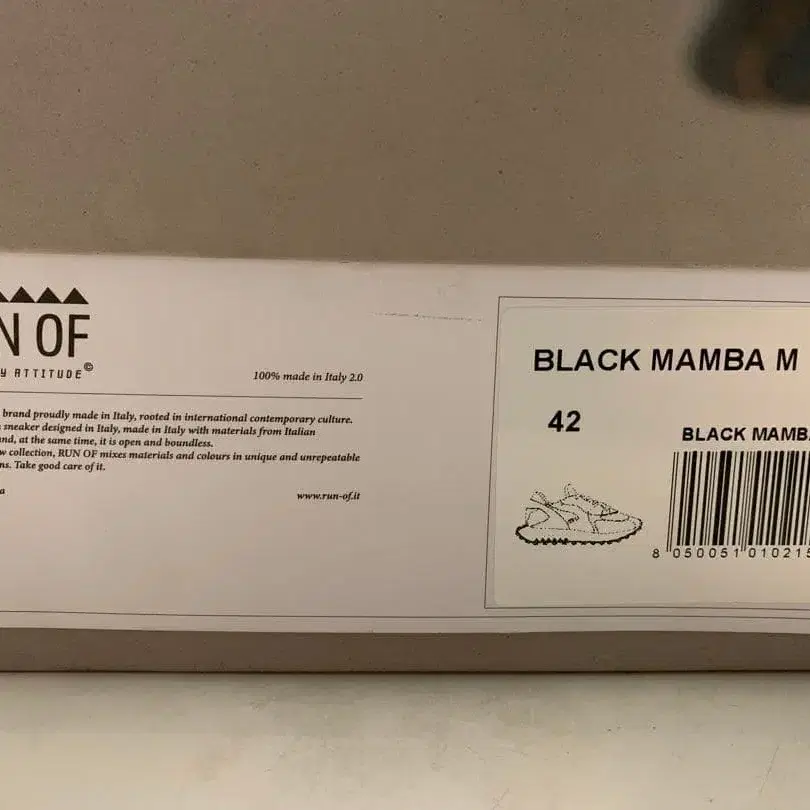 N OF
Y ATTITUDE©
100% made in Italy 2.0
brand proudly made in Italy, rooted in international contemporary culture.
sneaker designed in Italy, made in Italy with materials from Italian
nd, at the same time, it is open and boundless.
w collection, RUN OF mixes materials and colours in unique and unrepeatable
ns. Take good care of it.
a
www.run-of.it
BLACK MAMBA M
42
BLACK MAMB
8 050051 010215